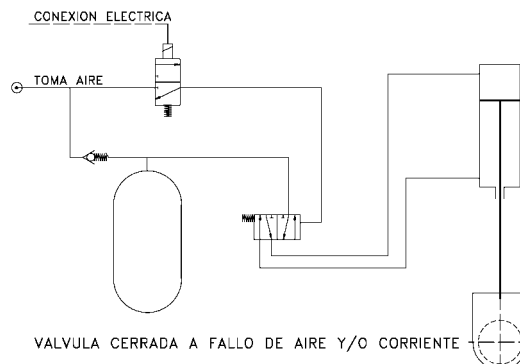 CONEXION ELECTRICA
TOMA AIRE
VALVULA CERRADA A FALLO DE AIRE Y/O CORRIENTE